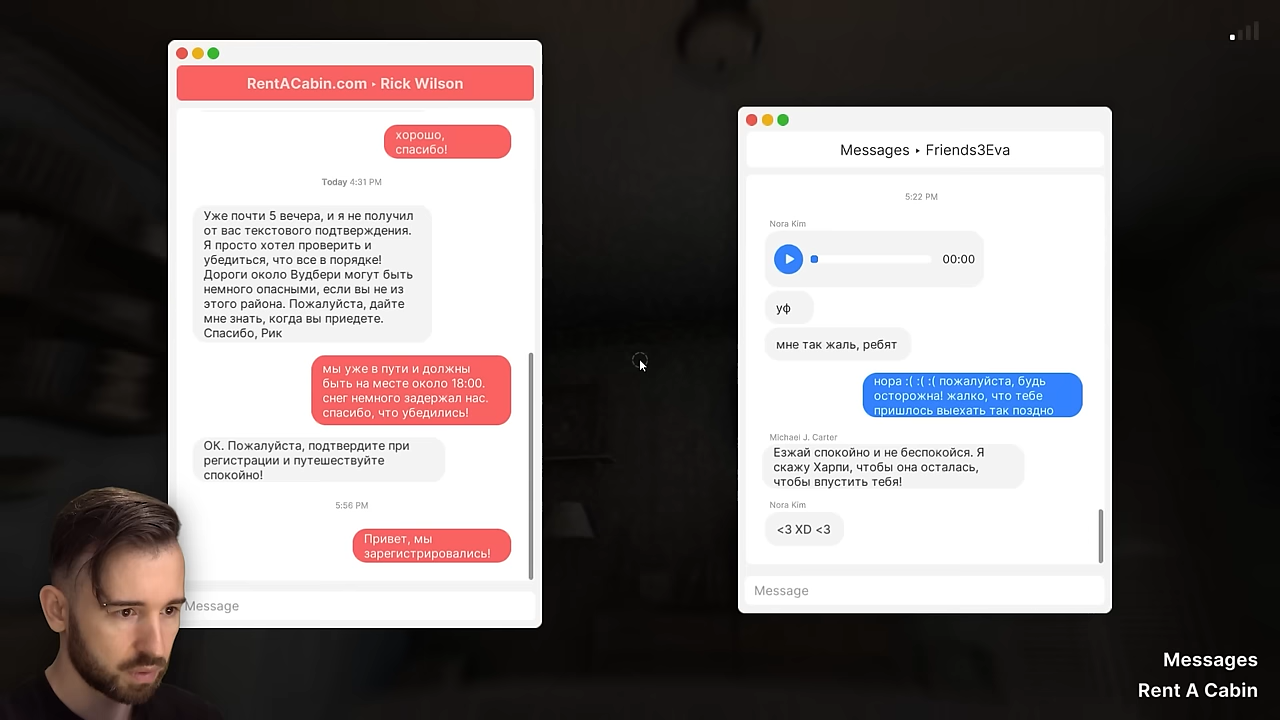 RentACabin.com ‣ Rick Wilson
хорошо,
спасибо!
Today 4:31 PM
Уже почти 5 вечера, и я не получил
от вас текстового подтверждения.
Я просто хотел проверить и
убедиться, что все в порядке!
Дороги около Вудбери могут быть
немного опасными, если вы не из
этого района. Пожалуйста, дайте
мне знать, когда вы приедете.
Спасибо, Рик
мы уже в пути и должны
быть на месте около 18:00.
снег немного задержал нас.
спасибо, что убедились!
ОК. Пожалуйста, подтвердите при
регистрации и путешествуйте
спокойно!
5:56 PM
Привет, мы
зарегистрировались!
Message
Messages ‣ Friends3Eva
5:22 PM
Nora Kim
00:00
уф
мне так жаль, ребят
нора :( :( :( пожалуйста, будь
осторожна! жалко, что тебе
пришлось выехать так поздно
Michael J. Carter
Езжай спокойно и не беспокойся. Я
скажу Харпи, чтобы она осталась,
чтобы впустить тебя!
Nora Kim
<3 XD <3
Message
Messages
Rent A Cabin